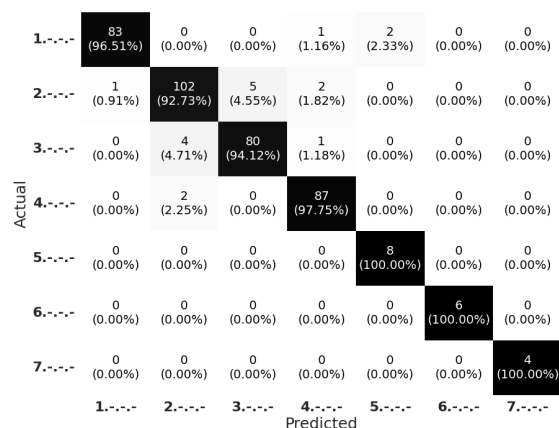 1.-.-.- 83 0 0 1 2 0 0
(96.51%) (0.00%) (0.00%) (1.16%) (2.33%) (0.00%) (0.00%)
2.-.-.- 1 102 5 2 0 0 0
(0.91%) (92.73%) (4.55%) (1.82%) (0.00%) (0.00%) (0.00%)
3.-.-.- 0 4 80 1 0 0 0
(0.00%) (4.71%) (94.12%) (1.18%) (0.00%) (0.00%) (0.00%)
4.-.-.- 0 2 0 87 0 0 0
(0.00%) (2.25%) (0.00%) (97.75%) (0.00%) (0.00%) (0.00%)
Actual
5.-.-.- 0 0 0 0 8 0 0
(0.00%) (0.00%) (0.00%) (0.00%) (100.00%) (0.00%) (0.00%)
6.-.-.- 0 0 0 0 0 6 0
(0.00%) (0.00%) (0.00%) (0.00%) (0.00%) (100.00%) (0.00%)
7.-.-.- 0 0 0 0 0 0 4
(0.00%) (0.00%) (0.00%) (0.00%) (0.00%) (0.00%) (100.00%)
1.-.-.- 2.-.-.- 3.-.-.- 4.-.-.- 5.-.-.- 6.-.-.- 7.-.-.-
Predicted